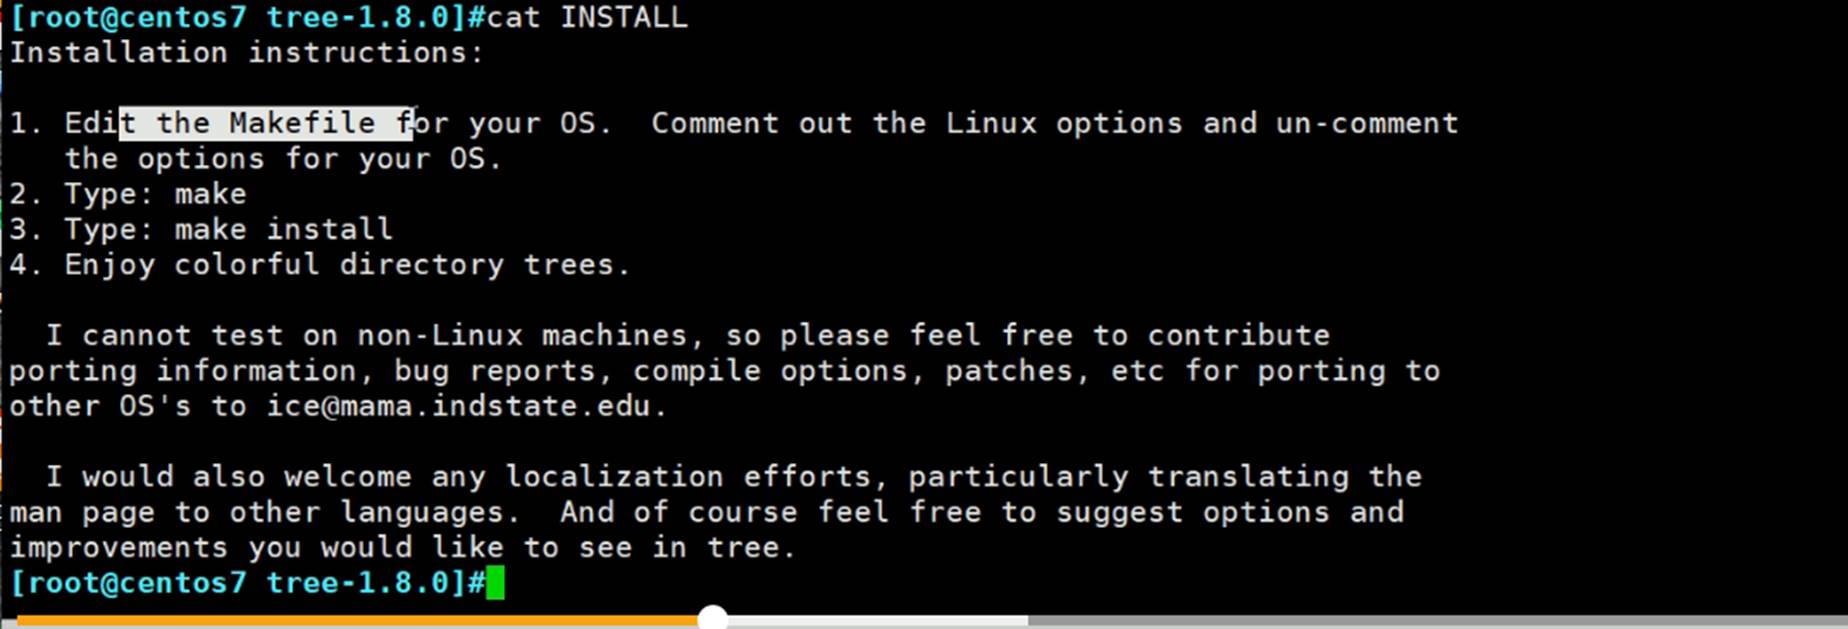 [root@centos7 tree-1.8.0]#cat INSTALL
Installation instructions:
1. Edit the Makefile for your OS.  Comment out the Linux options and un-comment
   the options for your OS.
2. Type: make
3. Type: make install
4. Enjoy colorful directory trees.
  I cannot test on non-Linux machines, so please feel free to contribute
porting information, bug reports, compile options, patches, etc for porting to
other OS's to ice@mama.indstate.edu.
  I would also welcome any localization efforts, particularly translating the
man page to other languages.  And of course feel free to suggest options and
improvements you would like to see in tree.
[root@centos7 tree-1.8.0]#